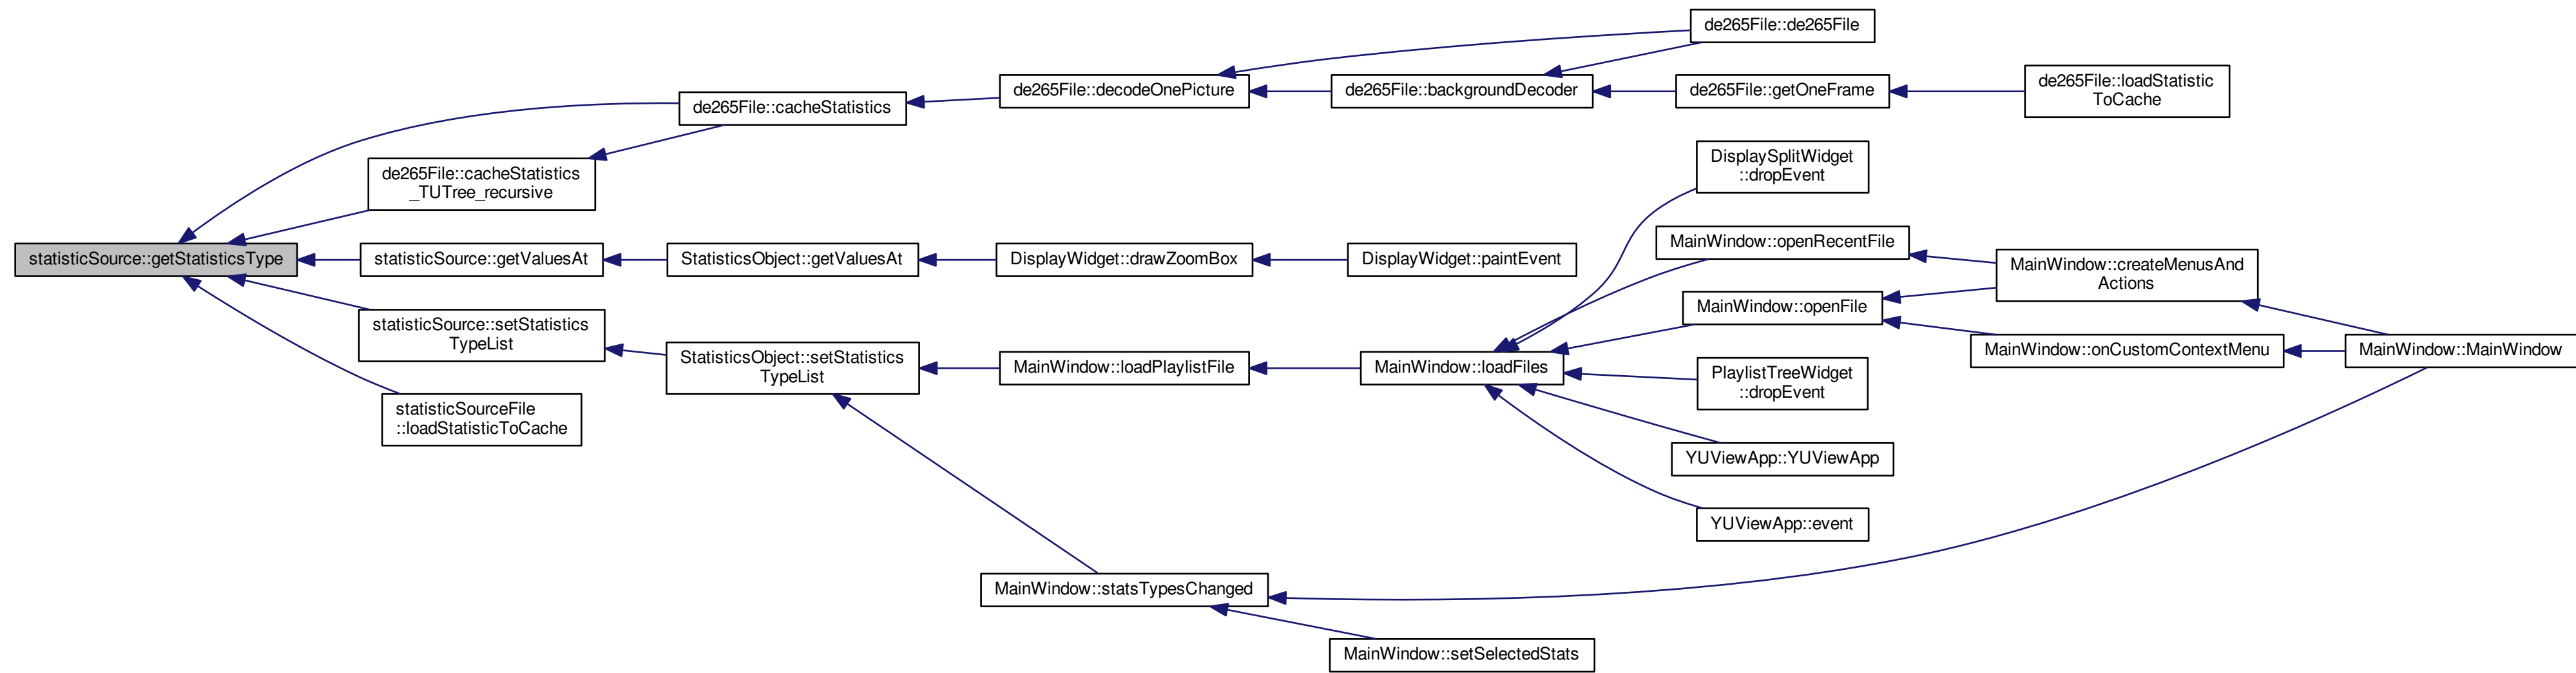 de265File::de265File
de265File::loadStatistic
ToCache
de265File::decodeOnePicture
de265File::backgroundDecoder
de265File::getOneFrame
de265File::cacheStatistics
DisplaySplitWidget
::dropEvent
de265File::cacheStatistics
_TUTree_recursive
MainWindow::openRecentFile
statisticSource::getStatisticsType
statisticSource::getValuesAt
StatisticsObject::getValuesAt
DisplayWidget::drawZoomBox
DisplayWidget::paintEvent
MainWindow::createMenusAnd
Actions
MainWindow::openFile
statisticSource::setStatistics
TypeList
StatisticsObject::setStatistics
TypeList
MainWindow::loadPlaylistFile
MainWindow::loadFiles
MainWindow::onCustomContextMenu
MainWindow::MainWindow
PlaylistTreeWidget
::dropEvent
statisticSourceFile
::loadStatisticToCache
YUViewApp::YUViewApp
YUViewApp::event
MainWindow::statsTypesChanged
MainWindow::setSelectedStats